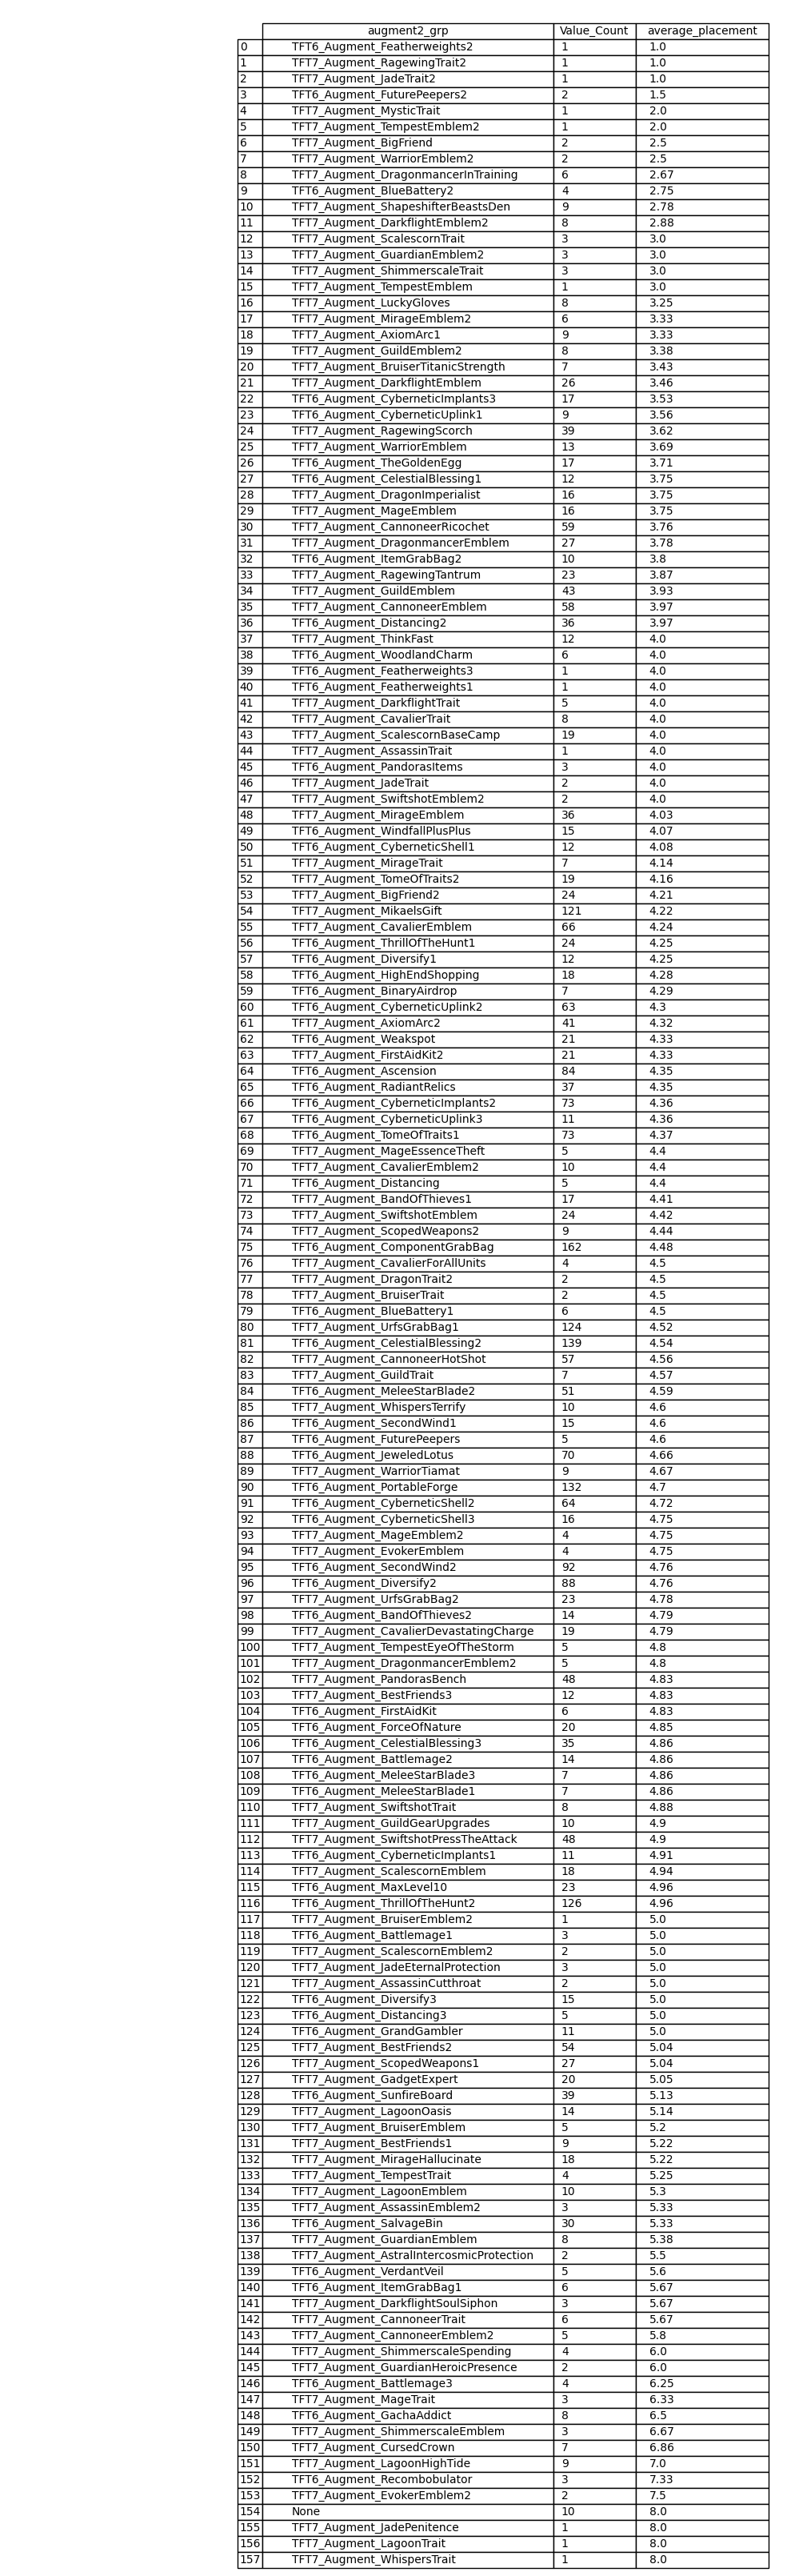 augment2_grp Value_Count average_placement
0 TFT6_Augment_Featherweights2 1 1.0
1 TFT7_Augment_RagewingTrait2 1 1.0
2 TFT7_Augment_JadeTrait2 1 1.0
3 TFT6_Augment_FuturePeepers2 2 1.5
4 TFT7_Augment_MysticTrait 1 2.0
5 TFT7_Augment_TempestEmblem2 1 2.0
6 TFT7_Augment_BigFriend 2 2.5
7 TFT7_Augment_WarriorEmblem2 2 2.5
8 TFT7_Augment_DragonmancerInTraining 6 2.67
9 TFT6_Augment_BlueBattery2 4 2.75
10 TFT7_Augment_ShapeshifterBeastsDen 9 2.78
11 TFT7_Augment_DarkflightEmblem2 8 2.88
12 TFT7_Augment_ScalescornTrait 3 3.0
13 TFT7_Augment_GuardianEmblem2 3 3.0
14 TFT7_Augment_ShimmerscaleTrait 3 3.0
15 TFT7_Augment_TempestEmblem 1 3.0
16 TFT7_Augment_LuckyGloves 8 3.25
17 TFT7_Augment_MirageEmblem2 6 3.33
18 TFT7_Augment_AxiomArc1 9 3.33
19 TFT7_Augment_GuildEmblem2 8 3.38
20 TFT7_Augment_BruiserTitanicStrength 7 3.43
21 TFT7_Augment_DarkflightEmblem 26 3.46
22 TFT6_Augment_CyberneticImplants3 17 3.53
23 TFT6_Augment_CyberneticUplink1 9 3.56
24 TFT7_Augment_RagewingScorch 39 3.62
25 TFT7_Augment_WarriorEmblem 13 3.69
26 TFT6_Augment_TheGoldenEgg 17 3.71
27 TFT6_Augment_CelestialBlessing1 12 3.75
28 TFT7_Augment_DragonImperialist 16 3.75
29 TFT7_Augment_MageEmblem 16 3.75
30 TFT7_Augment_CannoneerRicochet 59 3.76
31 TFT7_Augment_DragonmancerEmblem 27 3.78
32 TFT6_Augment_ItemGrabBag2 10 3.8
33 TFT7_Augment_RagewingTantrum 23 3.87
34 TFT7_Augment_GuildEmblem 43 3.93
35 TFT7_Augment_CannoneerEmblem 58 3.97
36 TFT6_Augment_Distancing2 36 3.97
37 TFT7_Augment_ThinkFast 12 4.0
38 TFT6_Augment_WoodlandCharm 6 4.0
39 TFT6_Augment_Featherweights3 1 4.0
40 TFT6_Augment_Featherweights1 1 4.0
41 TFT7_Augment_DarkflightTrait 5 4.0
42 TFT7_Augment_CavalierTrait 8 4.0
43 TFT7_Augment_ScalescornBaseCamp 19 4.0
44 TFT7_Augment_AssassinTrait 1 4.0
45 TFT6_Augment_PandorasItems 3 4.0
46 TFT7_Augment_JadeTrait 2 4.0
47 TFT7_Augment_SwiftshotEmblem2 2 4.0
48 TFT7_Augment_MirageEmblem 36 4.03
49 TFT6_Augment_WindfallPlusPlus 15 4.07
50 TFT6_Augment_CyberneticShell1 12 4.08
51 TFT7_Augment_MirageTrait 7 4.14
52 TFT6_Augment_TomeOfTraits2 19 4.16
53 TFT7_Augment_BigFriend2 24 4.21
54 TFT7_Augment_MikaelsGift 121 4.22
55 TFT7_Augment_CavalierEmblem 66 4.24
56 TFT6_Augment_ThrillOfTheHunt1 24 4.25
57 TFT6_Augment_Diversify1 12 4.25
58 TFT6_Augment_HighEndShopping 18 4.28
59 TFT6_Augment_BinaryAirdrop 7 4.29
60 TFT6_Augment_CyberneticUplink2 63 4.3
61 TFT7_Augment_AxiomArc2 41 4.32
62 TFT6_Augment_Weakspot 21 4.33
63 TFT7_Augment_FirstAidKit2 21 4.33
64 TFT6_Augment_Ascension 84 4.35
65 TFT6_Augment_RadiantRelics 37 4.35
66 TFT6_Augment_CyberneticImplants2 73 4.36
67 TFT6_Augment_CyberneticUplink3 11 4.36
68 TFT6_Augment_TomeOfTraits1 73 4.37
69 TFT7_Augment_MageEssenceTheft 5 4.4
70 TFT7_Augment_CavalierEmblem2 10 4.4
71 TFT6_Augment_Distancing 5 4.4
72 TFT7_Augment_BandOfThieves1 17 4.41
73 TFT7_Augment_SwiftshotEmblem 24 4.42
74 TFT7_Augment_ScopedWeapons2 9 4.44
75 TFT6_Augment_ComponentGrabBag 162 4.48
76 TFT7_Augment_CavalierForAllUnits 4 4.5
77 TFT7_Augment_DragonTrait2 2 4.5
78 TFT7_Augment_BruiserTrait 2 4.5
79 TFT6_Augment_BlueBattery1 6 4.5
80 TFT7_Augment_UrfsGrabBag1 124 4.52
81 TFT6_Augment_CelestialBlessing2 139 4.54
82 TFT7_Augment_CannoneerHotShot 57 4.56
83 TFT7_Augment_GuildTrait 7 4.57
84 TFT6_Augment_MeleeStarBlade2 51 4.59
85 TFT7_Augment_WhispersTerrify 10 4.6
86 TFT6_Augment_SecondWind1 15 4.6
87 TFT6_Augment_FuturePeepers 5 4.6
88 TFT6_Augment_JeweledLotus 70 4.66
89 TFT7_Augment_WarriorTiamat 9 4.67
90 TFT6_Augment_PortableForge 132 4.7
91 TFT6_Augment_CyberneticShell2 64 4.72
92 TFT6_Augment_CyberneticShell3 16 4.75
93 TFT7_Augment_MageEmblem2 4 4.75
94 TFT7_Augment_EvokerEmblem 4 4.75
95 TFT6_Augment_SecondWind2 92 4.76
96 TFT6_Augment_Diversify2 88 4.76
97 TFT7_Augment_UrfsGrabBag2 23 4.78
98 TFT6_Augment_BandOfThieves2 14 4.79
99 TFT7_Augment_CavalierDevastatingCharge 19 4.79
100 TFT7_Augment_TempestEyeOfTheStorm 5 4.8
101 TFT7_Augment_DragonmancerEmblem2 5 4.8
102 TFT7_Augment_PandorasBench 48 4.83
103 TFT7_Augment_BestFriends3 12 4.83
104 TFT6_Augment_FirstAidKit 6 4.83
105 TFT6_Augment_ForceOfNature 20 4.85
106 TFT6_Augment_CelestialBlessing3 35 4.86
107 TFT6_Augment_Battlemage2 14 4.86
108 TFT6_Augment_MeleeStarBlade3 7 4.86
109 TFT6_Augment_MeleeStarBlade1 7 4.86
110 TFT7_Augment_SwiftshotTrait 8 4.88
111 TFT7_Augment_GuildGearUpgrades 10 4.9
112 TFT7_Augment_SwiftshotPressTheAttack 48 4.9
113 TFT6_Augment_CyberneticImplants1 11 4.91
114 TFT7_Augment_ScalescornEmblem 18 4.94
115 TFT6_Augment_MaxLevel10 23 4.96
116 TFT6_Augment_ThrillOfTheHunt2 126 4.96
117 TFT7_Augment_BruiserEmblem2 1 5.0
118 TFT6_Augment_Battlemage1 3 5.0
119 TFT7_Augment_ScalescornEmblem2 2 5.0
120 TFT7_Augment_JadeEternalProtection 3 5.0
121 TFT7_Augment_AssassinCutthroat 2 5.0
122 TFT6_Augment_Diversify3 15 5.0
123 TFT6_Augment_Distancing3 5 5.0
124 TFT6_Augment_GrandGambler 11 5.0
125 TFT7_Augment_BestFriends2 54 5.04
126 TFT7_Augment_ScopedWeapons1 27 5.04
127 TFT7_Augment_GadgetExpert 20 5.05
128 TFT6_Augment_SunfireBoard 39 5.13
129 TFT7_Augment_LagoonOasis 14 5.14
130 TFT7_Augment_BruiserEmblem 5 5.2
131 TFT7_Augment_BestFriends1 9 5.22
132 TFT7_Augment_MirageHallucinate 18 5.22
133 TFT7_Augment_TempestTrait 4 5.25
134 TFT7_Augment_LagoonEmblem 10 5.3
135 TFT7_Augment_AssassinEmblem2 3 5.33
136 TFT6_Augment_SalvageBin 30 5.33
137 TFT7_Augment_GuardianEmblem 8 5.38
138 TFT7_Augment_AstralIntercosmicProtection 2 5.5
139 TFT6_Augment_VerdantVeil 5 5.6
140 TFT6_Augment_ItemGrabBag1 6 5.67
141 TFT7_Augment_DarkflightSoulSiphon 3 5.67
142 TFT7_Augment_CannoneerTrait 6 5.67
143 TFT7_Augment_CannoneerEmblem2 5 5.8
144 TFT7_Augment_ShimmerscaleSpending 4 6.0
145 TFT7_Augment_GuardianHeroicPresence 2 6.0
146 TFT6_Augment_Battlemage3 4 6.25
147 TFT7_Augment_MageTrait 3 6.33
148 TFT6_Augment_GachaAddict 8 6.5
149 TFT7_Augment_ShimmerscaleEmblem 3 6.67
150 TFT7_Augment_CursedCrown 7 6.86
151 TFT7_Augment_LagoonHighTide 9 7.0
152 TFT6_Augment_Recombobulator 3 7.33
153 TFT7_Augment_EvokerEmblem2 2 7.5
154 None 10 8.0
155 TFT7_Augment_JadePenitence 1 8.0
156 TFT7_Augment_LagoonTrait 1 8.0
157 TFT7_Augment_WhispersTrait 1 8.0